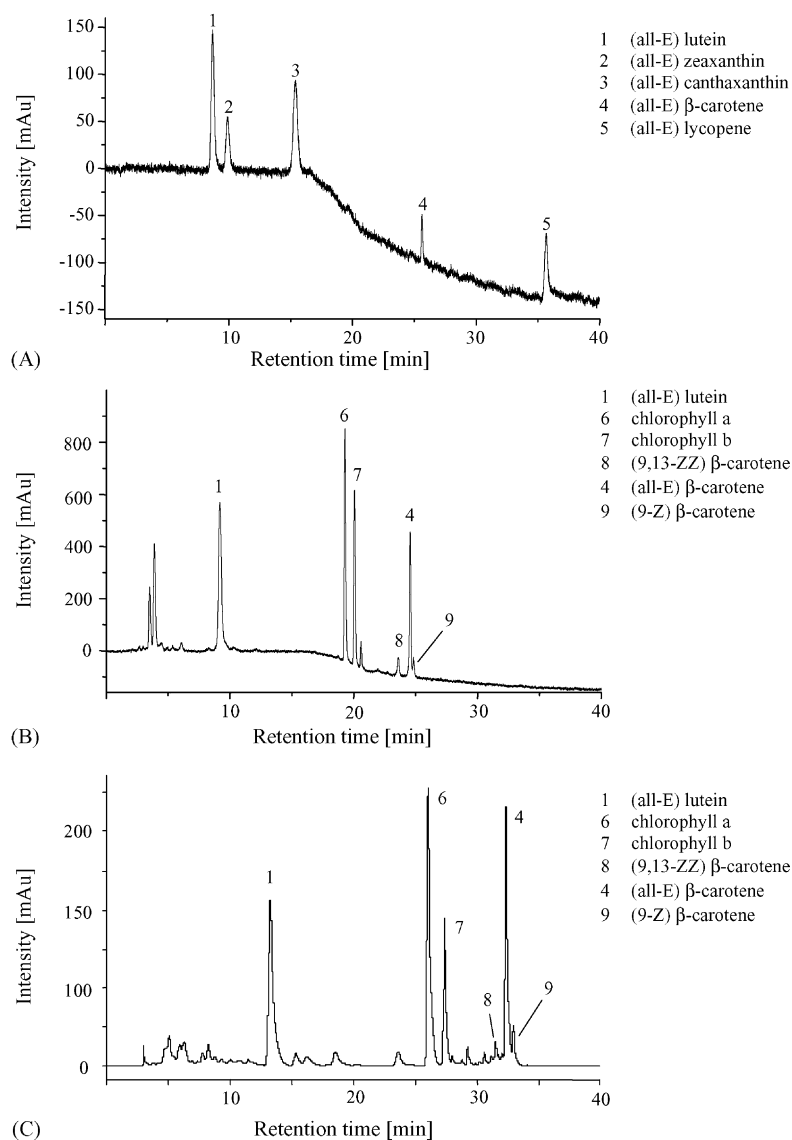 150
100
50
0
-50
-100
-150
Intensity [mAu]
1
2
3
4
5
10
20
30
40
Retention time [min]
(A)
1 (all-E) lutein
2 (all-E) zeaxanthin
3 (all-E) canthaxanthin
4 (all-E) β-carotene
5 (all-E) lycopene
800
600
400
200
0
Intensity [mAu]
1
6
7
8
4
9
10
20
30
40
Retention time [min]
(B)
1 (all-E) lutein
6 chlorophyll a
7 chlorophyll b
8 (9,13-ZZ) β-carotene
4 (all-E) β-carotene
9 (9-Z) β-carotene
200
150
100
0
Intensity [mAu]
1
6
7
8
4
9
10
20
30
40
Retention time [min]
(C)
1 (all-E) lutein
6 chlorophyll a
7 chlorophyll b
8 (9,13-ZZ) β-carotene
4 (all-E) β-carotene
9 (9-Z) β-carotene